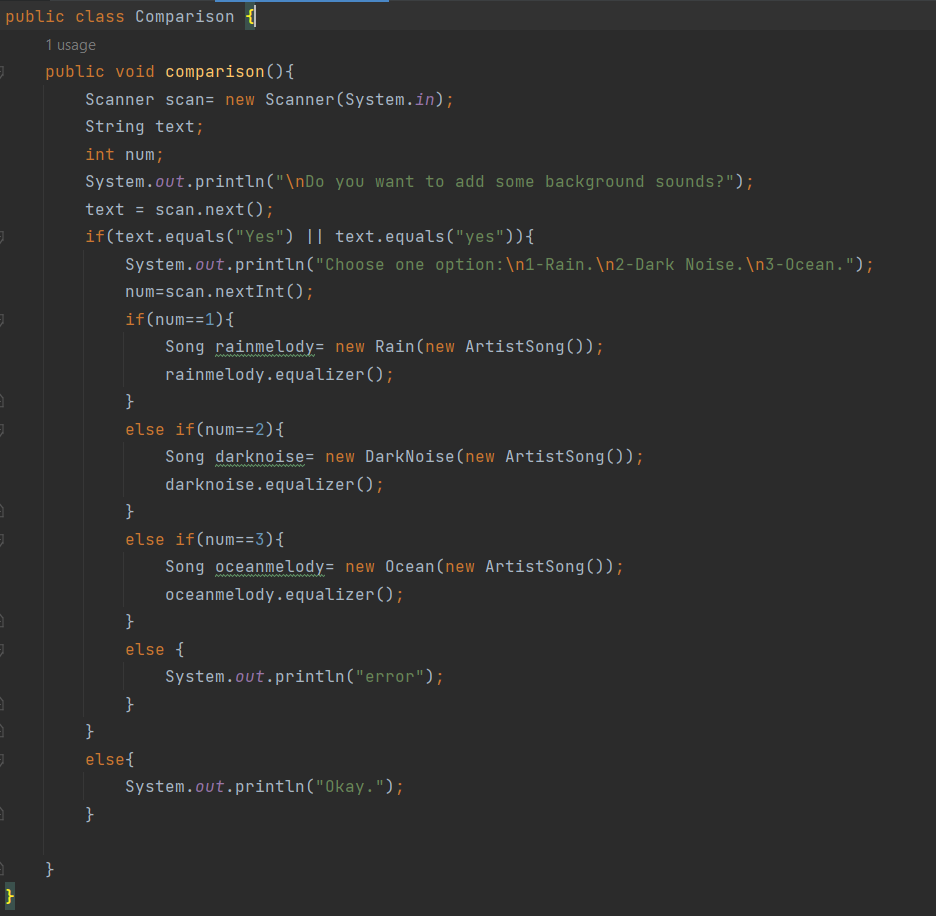 public class Comparison {
1 usage
public void comparison(){
Scanner scan= new Scanner(System.in);
String text;
int num;
System.out.println("\nDo you want to add some background sounds?");
text = scan.next();
if(text.equals("Yes") || text.equals("yes")){
System.out.println("Choose one option:\n1-Rain.\n2-Dark Noise.\n3-Ocean.");
num=scan.nextInt();
if(num==1){
Song rainmelody= new Rain(new ArtistSong());
rainmelody.equalizer();
}
else if(num==2){
Song darknoise= new DarkNoise(new ArtistSong());
darknoise.equalizer();
}
else if(num==3){
Song oceanmelody= new Ocean(new ArtistSong());
oceanmelody.equalizer();
}
else {
System.out.println("error");
}
}
else{
System.out.println("Okay.");
}
}
}